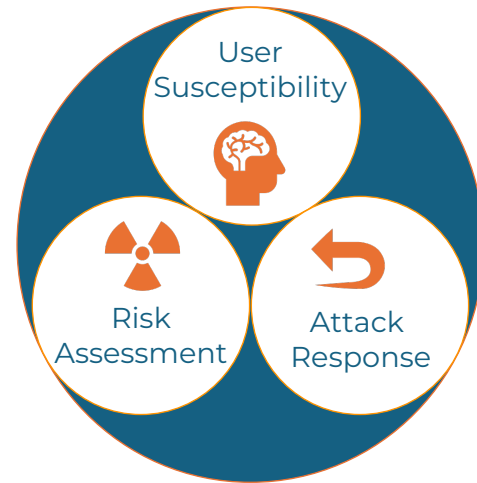 User
Susceptibility
Risk
Assessment
Attack
Response